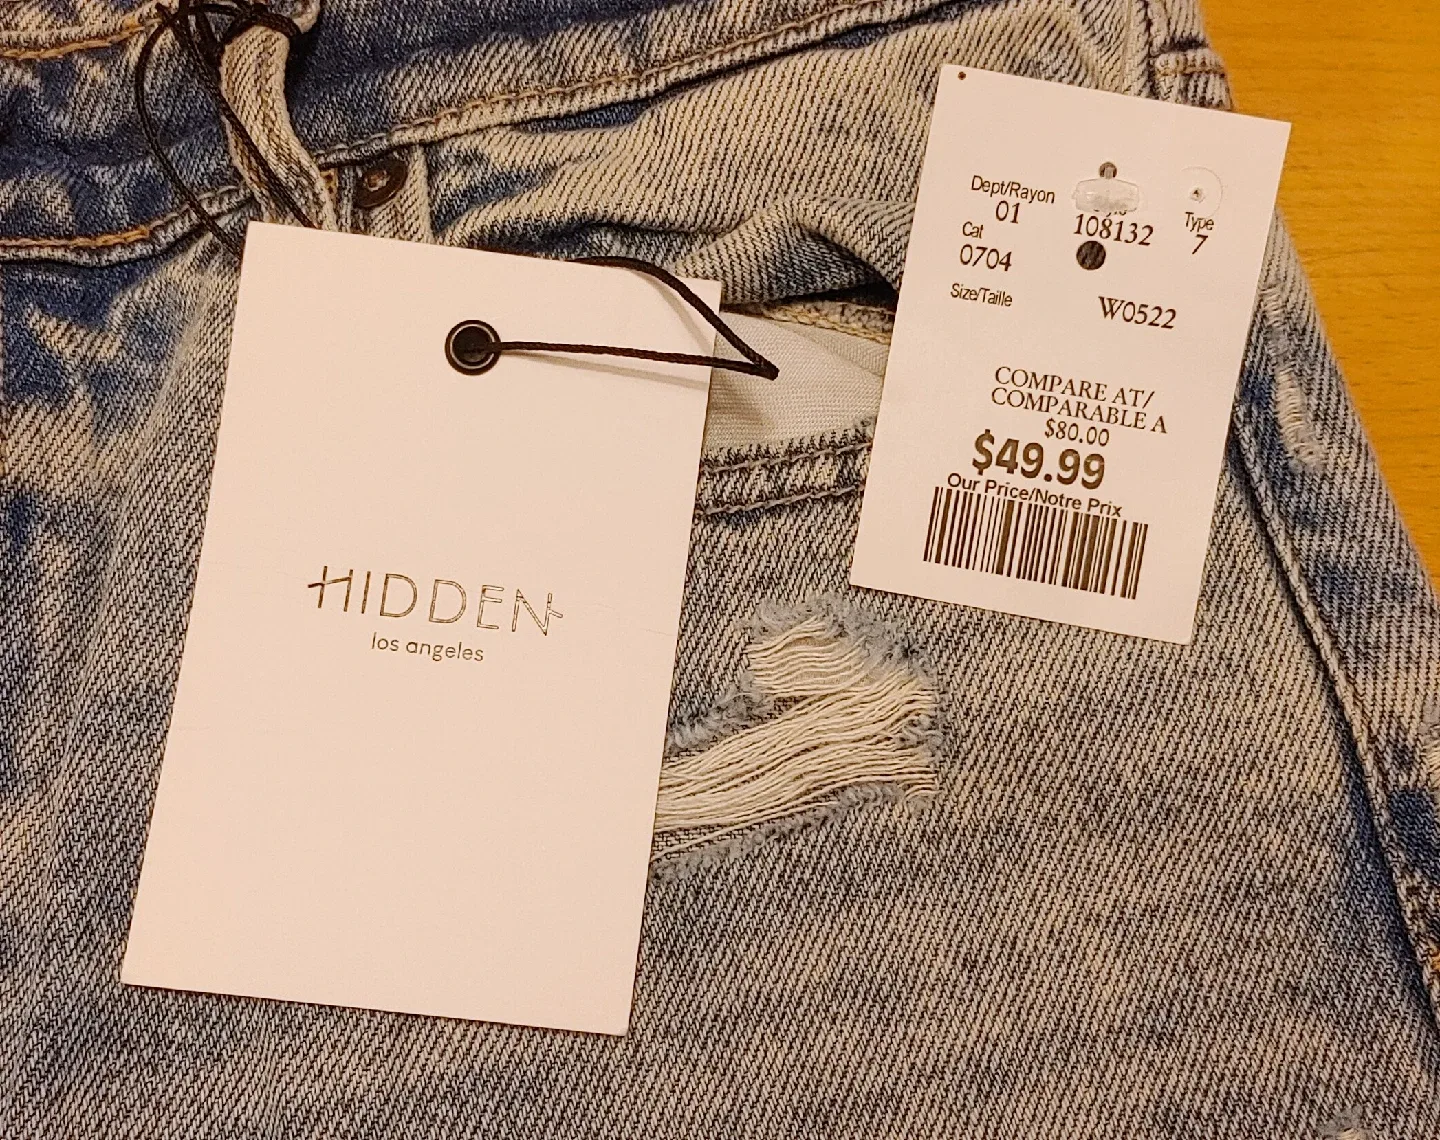 HIDDEN
los angeles
Dept/Rayon
01
108132
Type
7
Cat
0704
Size/Taille
W0522
COMPARE AT/
COMPARABLE A
$80.00
$49.99
Our Price/Notre Prix